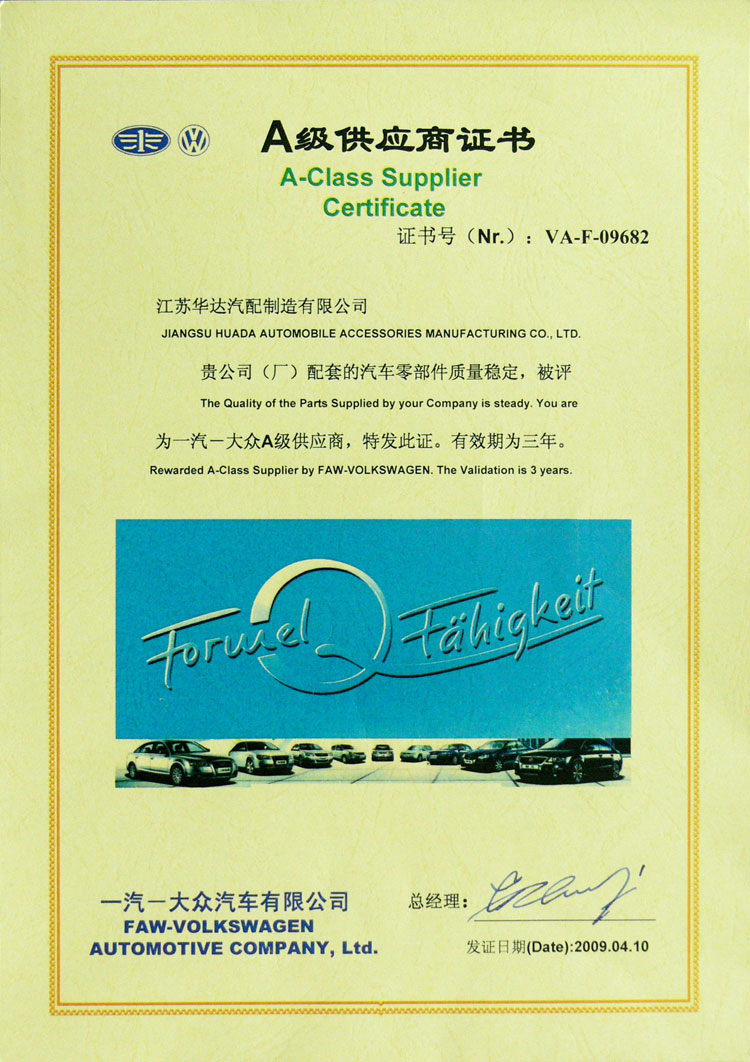 A级供应商证书
A-Class Supplier
Certificate
证书号（Nr.）：VA-F-09682
江苏华达汽配制造有限公司
JIANGSU HUADA AUTOMOBILE ACCESSORIES MANUFACTURING CO., LTD.
贵公司（厂）配套的汽车零部件质量稳定，被评
The Quality of the Parts Supplied by your Company is steady. You are
为一汽－大众A级供应商，特发此证。有效期为三年。
Rewarded A-Class Supplier by FAW-VOLKSWAGEN. The Validation is 3 years.
Formel Q Fähigkeit
一汽－大众汽车有限公司
FAW-VOLKSWAGEN
AUTOMOTIVE COMPANY, Ltd.
总经理：
发证日期(Date):2009.04.10